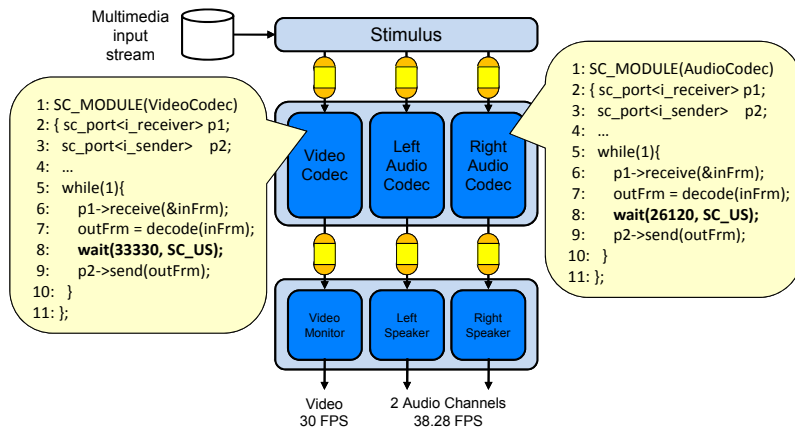 Multimedia
input
stream
Stimulus
1: SC_MODULE(VideoCodec)
2: { sc_port<i_receiver> p1;
3: sc_port<i_sender> p2;
4: …
5: while(1){
6: p1->receive(&inFrm);
7: outFrm = decode(inFrm);
8: wait(33330, SC_US);
9: p2->send(outFrm);
10: }
11: };
Video
Codec
Left
Audio
Codec
Right
Audio
Codec
1: SC_MODULE(AudioCodec)
2: { sc_port<i_receiver> p1;
3: sc_port<i_sender> p2;
4: …
5: while(1){
6: p1->receive(&inFrm);
7: outFrm = decode(inFrm);
8: wait(26120, SC_US);
9: p2->send(outFrm);
10: }
11: };
Video
Monitor
Left
Speaker
Right
Speaker
Video
30 FPS
2 Audio Channels
38.28 FPS